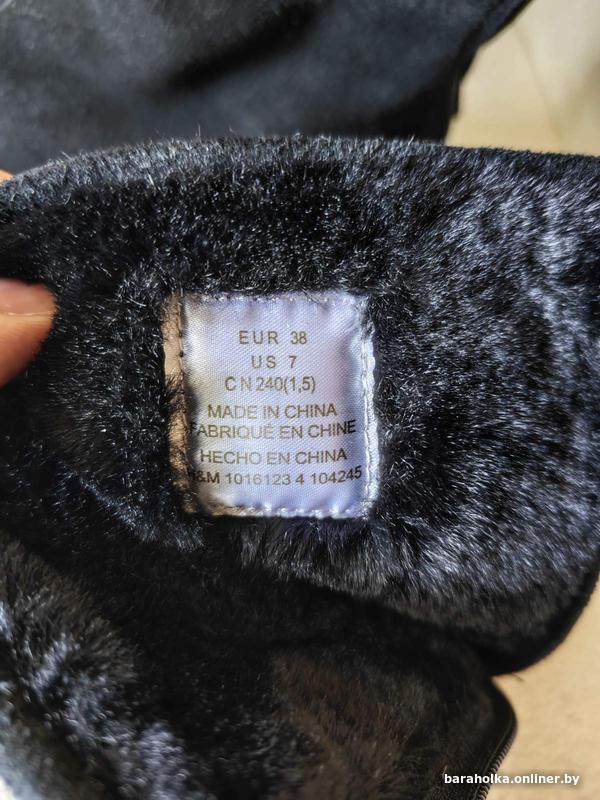 EUR 38
US 7
CN 240(1,5)
MADE IN CHINA
FABRIQUÉ EN CHINE
HECHO EN CHINA
H&M 1016123 4 104245
baraholka.onliner.by